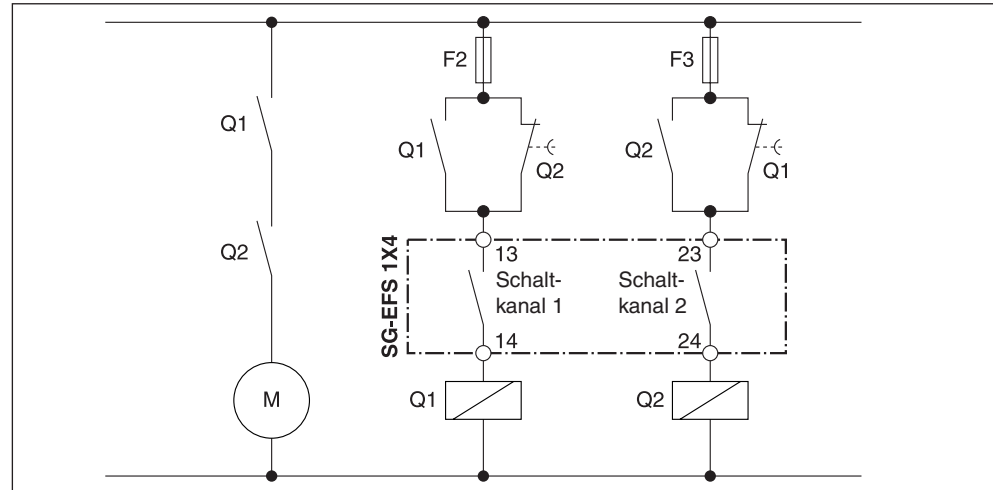 F2
F3
Q1
Q1
Q2
Q2
Q1
Q2
13
23
Schalt-
kanal 1
Schalt-
kanal 2
SG-EFS 1X4
14
24
M
Q1
Q2